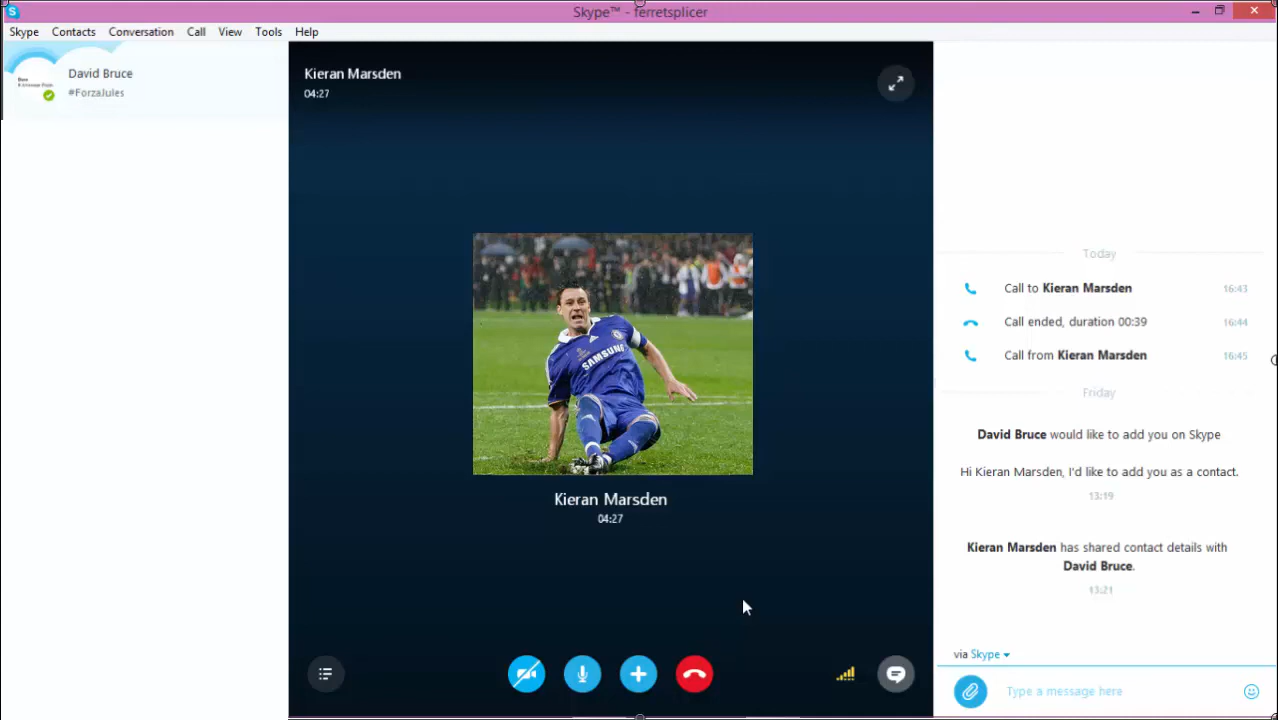 Skype™ - ferretsplicer
Skype Contacts Conversation Call View Tools Help
David Bruce
#ForzaJules
Kieran Marsden
04:27
SAMSUNG
Kieran Marsden
04:27
Today
Call to Kieran Marsden 16:43
Call ended, duration 00:39 16:44
Call from Kieran Marsden 16:45
Friday
David Bruce would like to add you on Skype
Hi Kieran Marsden, I'd like to add you as a contact.
13:19
Kieran Marsden has shared contact details with
David Bruce.
13:21
via Skype
Type a message here